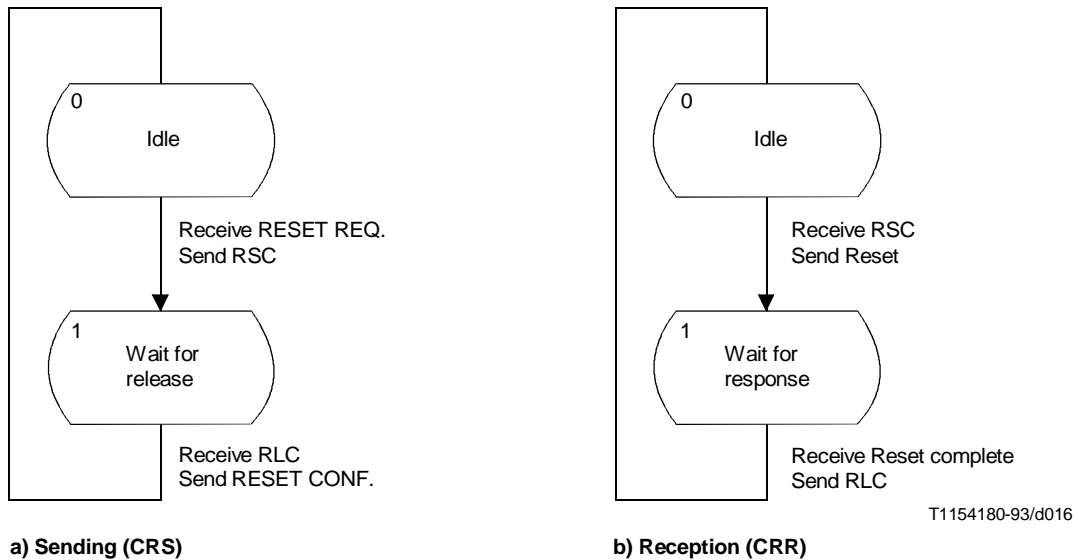 0
Idle
Receive RESET REQ.
Send RSC
1
Wait for
release
Receive RLC
Send RESET CONF.
a) Sending (CRS)
0
Idle
Receive RSC
Send Reset
1
Wait for
response
Receive Reset complete
Send RLC
T1154180-93/d016
b) Reception (CRR)